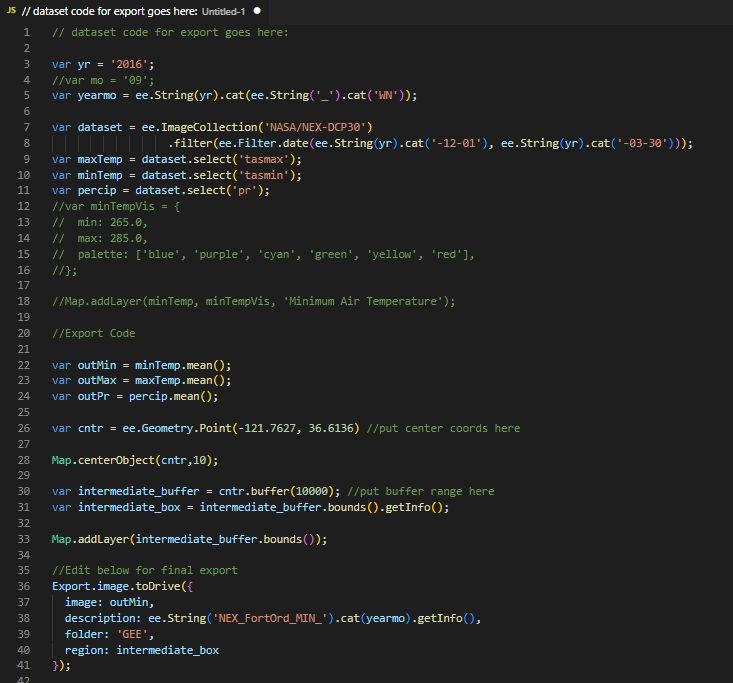 JS // dataset code for export goes here: Untitled-1 ●
1 // dataset code for export goes here:
2
3 var yr = '2016';
4 //var mo = '09';
5 var yearmo = ee.String(yr).cat(ee.String('_').cat('WN'));
6
7 var dataset = ee.ImageCollection('NASA/NEX-DCP30')
8 .filter(ee.Filter.date(ee.String(yr).cat('-12-01'), ee.String(yr).cat('-03-30')));
9 var maxTemp = dataset.select('tasmax');
10 var minTemp = dataset.select('tasmin');
11 var percip = dataset.select('pr');
12 //var minTempVis = {
13 //  min: 265.0,
14 //  max: 285.0,
15 //  palette: ['blue', 'purple', 'cyan', 'green', 'yellow', 'red'],
16 //};
17
18 //Map.addLayer(minTemp, minTempVis, 'Minimum Air Temperature');
19
20 //Export Code
21
22 var outMin = minTemp.mean();
23 var outMax = maxTemp.mean();
24 var outPr = percip.mean();
25
26 var cntr = ee.Geometry.Point(-121.7627, 36.6136) //put center coords here
27
28 Map.centerObject(cntr,10);
29
30 var intermediate_buffer = cntr.buffer(10000); //put buffer range here
31 var intermediate_box = intermediate_buffer.bounds().getInfo();
32
33 Map.addLayer(intermediate_buffer.bounds());
34
35 //Edit below for final export
36 Export.image.toDrive({
37   image: outMin,
38   description: ee.String('NEX_FortOrd_MIN_').cat(yearmo).getInfo(),
39   folder: 'GEE',
40   region: intermediate_box
41 });
42